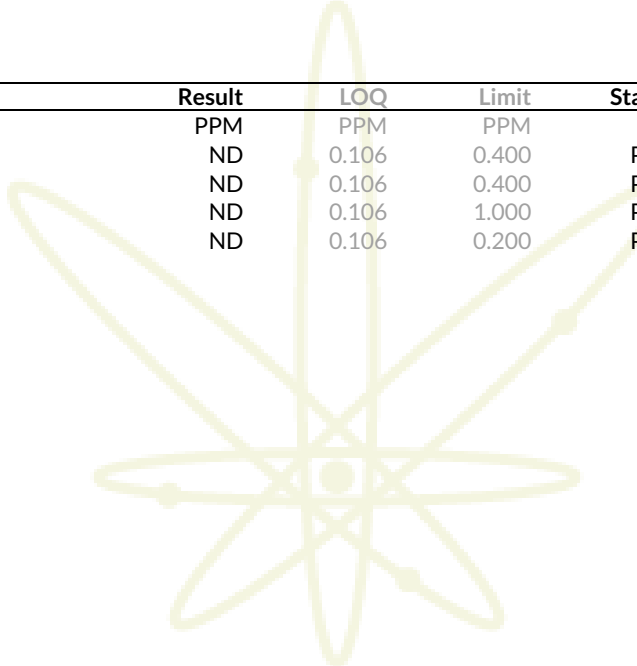 Result LOQ Limit
PPM PPM PPM
ND 0.106 0.400
ND 0.106 0.400
ND 0.106 1.000
ND 0.106 0.200